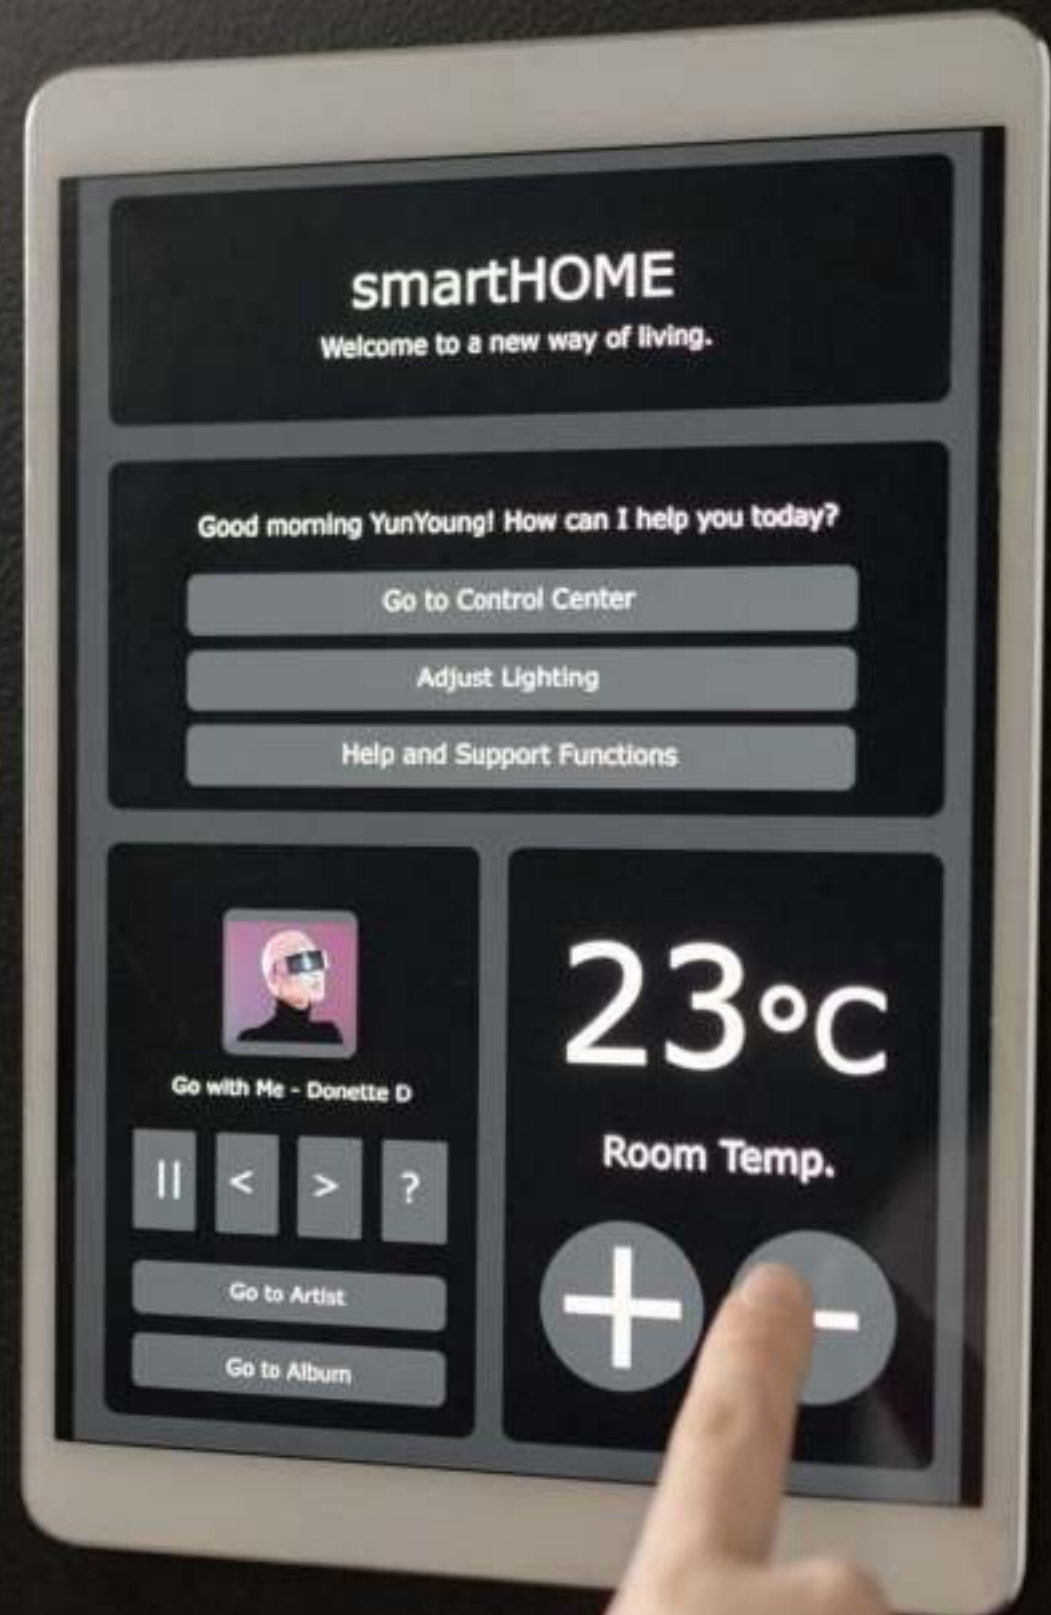 smartHOME
Welcome to a new way of living.
Good morning YunYoung! How can I help you today?
Go to Control Center
Adjust Lighting
Help and Support Functions
Go with Me - Donette D
|| < > ?
Go to Artist
Go to Album
23°C
Room Temp.
+ -